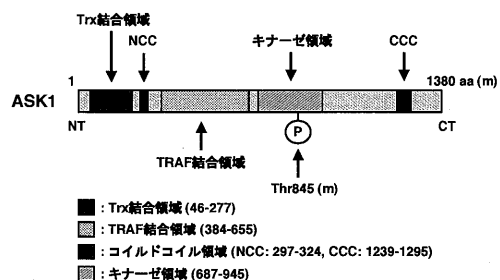 Trx結合領域
NCC
キナーゼ領域
CCC
1
1380 aa (m)
ASK1
NT
P
CT
TRAF結合領域
Thr845 (m)
: Trx結合領域 (46-277)
: TRAF結合領域 (384-655)
: コイルドコイル領域 (NCC: 297-324, CCC: 1239-1295)
: キナーゼ領域 (687-945)